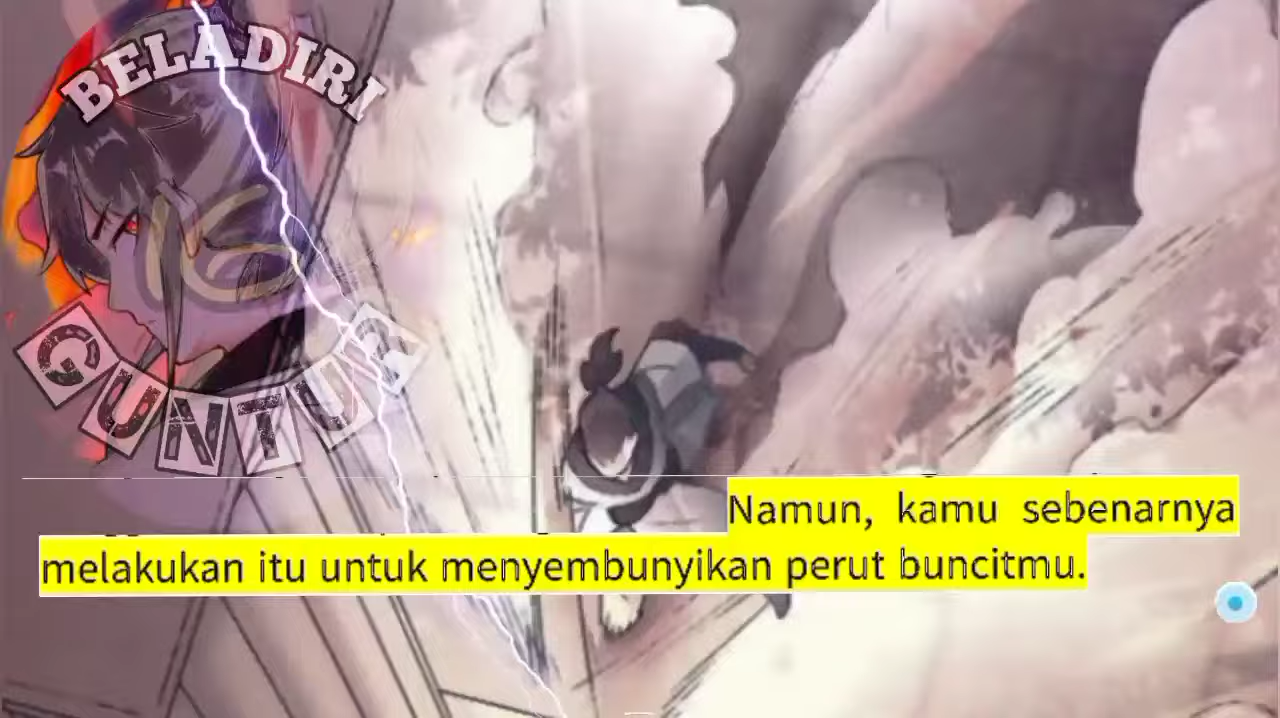 BELADIRI
GUNTUR
Namun, kamu sebenarnya
melakukan itu untuk menyembunyikan perut buncitmu.